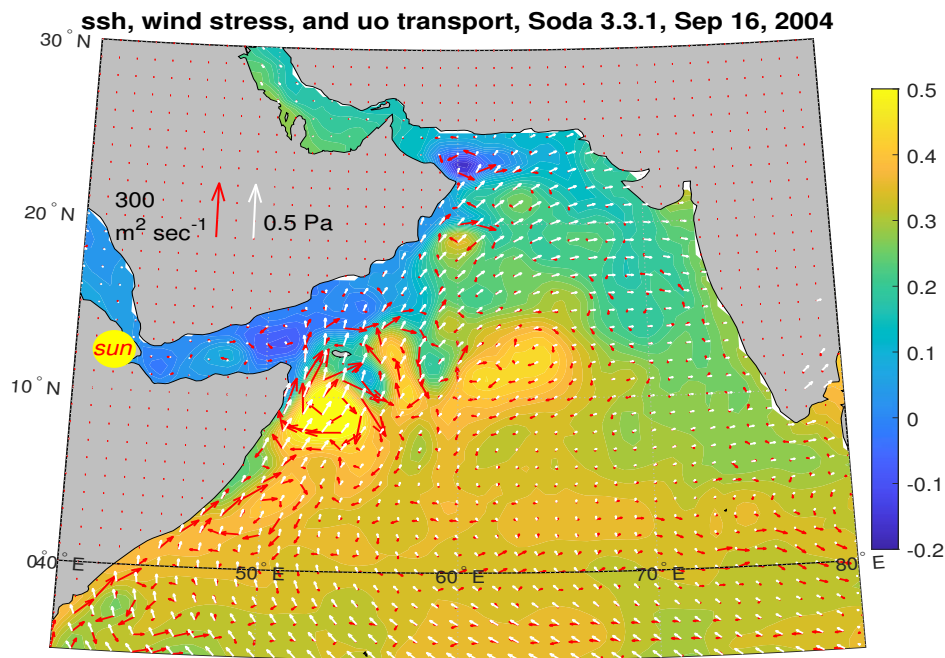 ssh, wind stress, and uo transport, Soda 3.3.1, Sep 16, 2004
30°N
20°N
10°N
0°
40°E
50°E
60°E
70°E
80°E
300
m² sec⁻¹
0.5 Pa
sun
0.5
0.4
0.3
0.2
0.1
0
-0.1
-0.2